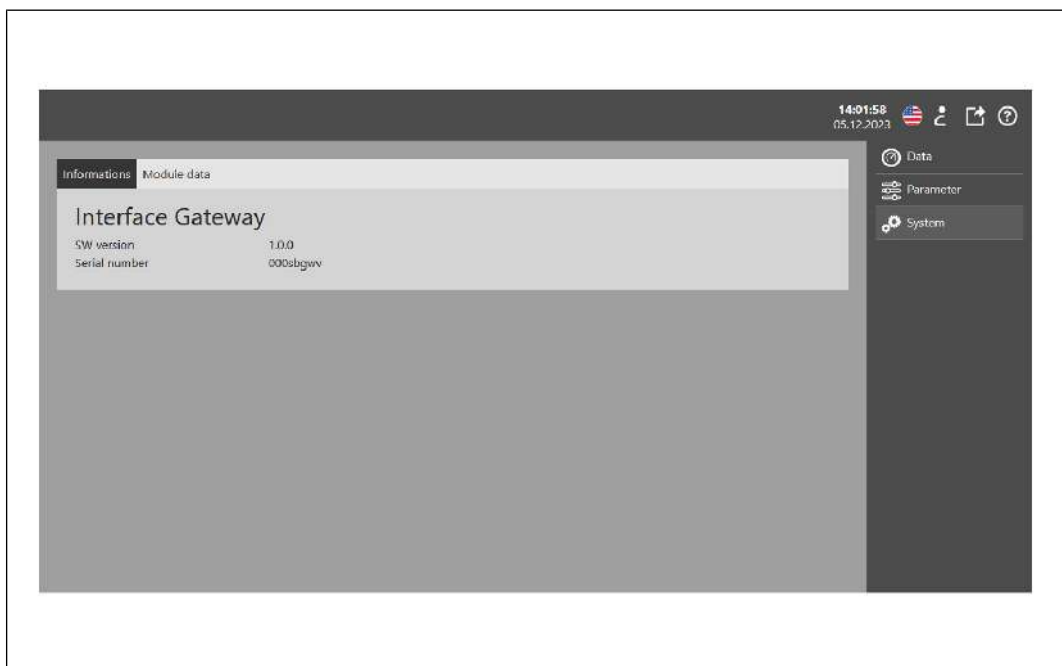 14:01:58
05.12.2023
Data
Informations Module data
Parameter
Interface Gateway
System
SW version 1.0.0
Serial number 000sbgwv